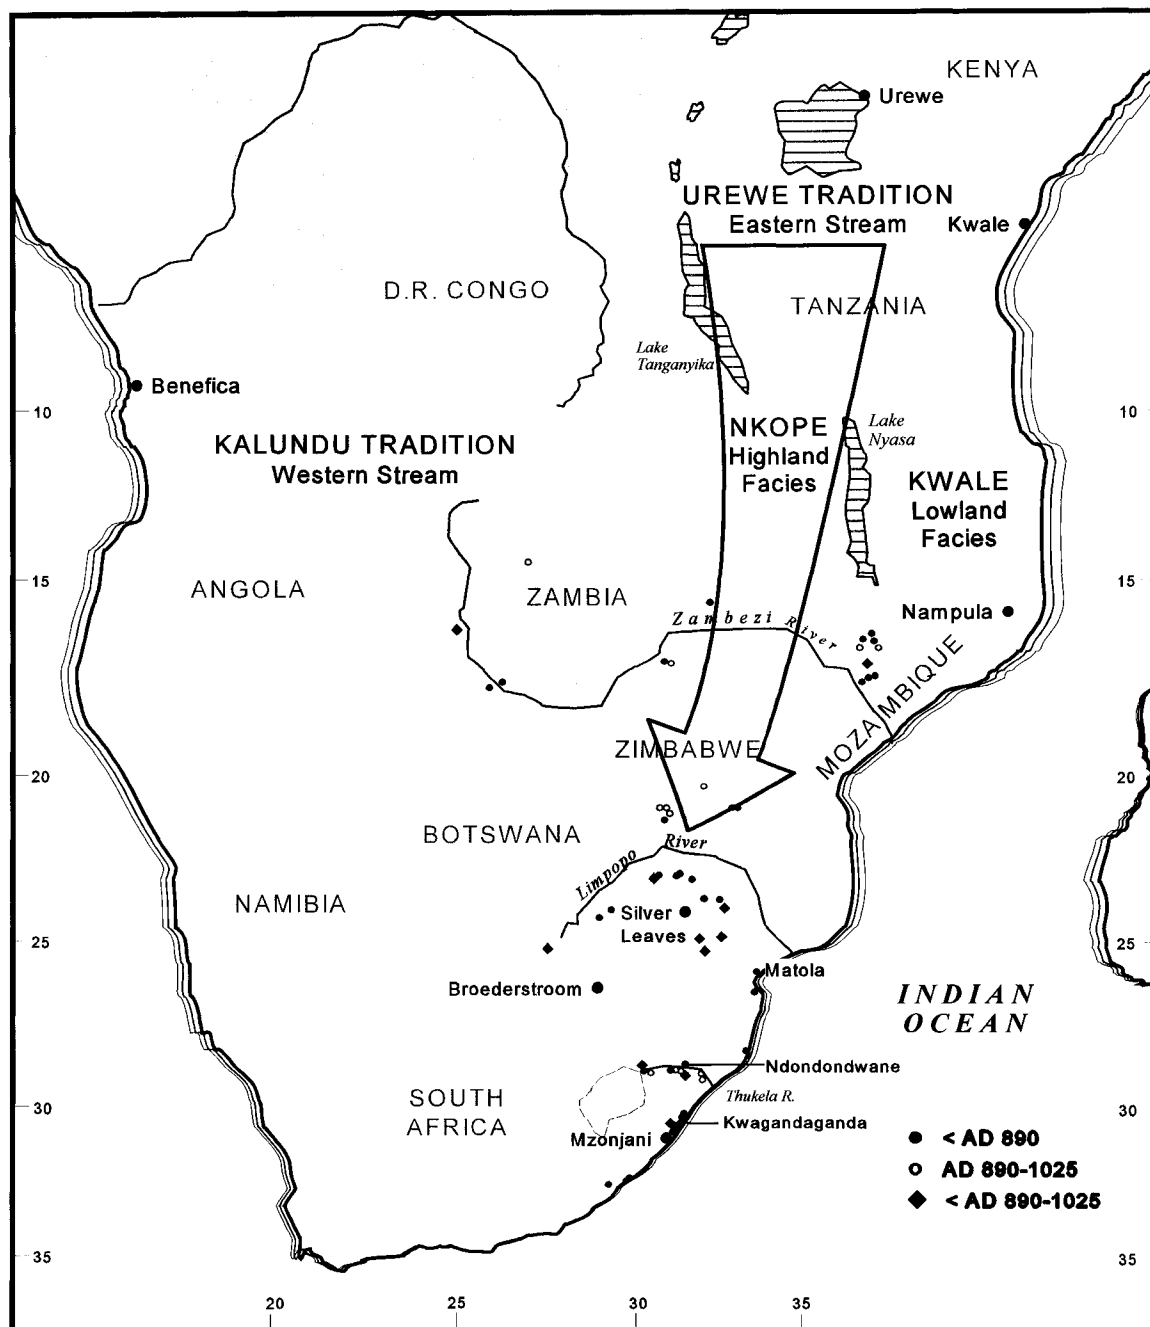 KENYA
Urewe
UREWE TRADITION
Eastern Stream
Kwale
D.R. CONGO
TANZANIA
Lake
Tanganyika
Benefica
10
10
KALUNDU TRADITION
Western Stream
NKOPE
Highland
Facies
Lake
Nyasa
KWALE
Lowland
Facies
15
ANGOLA
ZAMBIA
15
Zambezi River
Nampula
MOZAMBIQUE
ZIMBABWE
20
20
BOTSWANA
Limpopo River
NAMIBIA
Silver
Leaves
25
25
Matola
Broederstroom
INDIAN
OCEAN
Ndondondwane
SOUTH
AFRICA
Thukela R.
30
30
Kwagandaganda
Mzonjani
< AD 890
AD 890-1025
< AD 890-1025
35
35
20
25
30
35